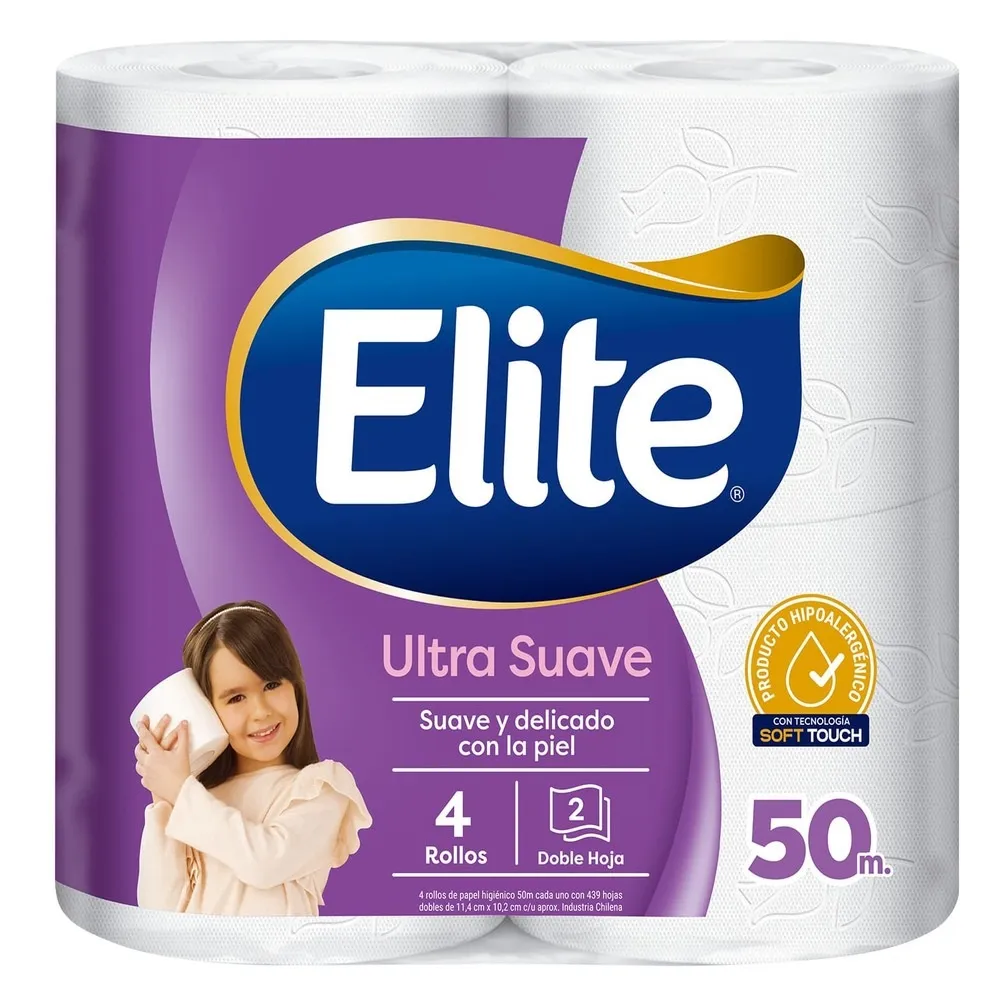 Elite®
Ultra Suave
Suave y delicado
con la piel
4
Rollos
2
Doble Hoja
4 rollos de papel higiénico 50m cada uno con 439 hojas
dobles de 11,4 cm x 10,2 cm c/u aprox. Industria Chilena
PRODUCTO HIPOALERGÉNICO
CON TECNOLOGÍA
SOFT TOUCH
50m.